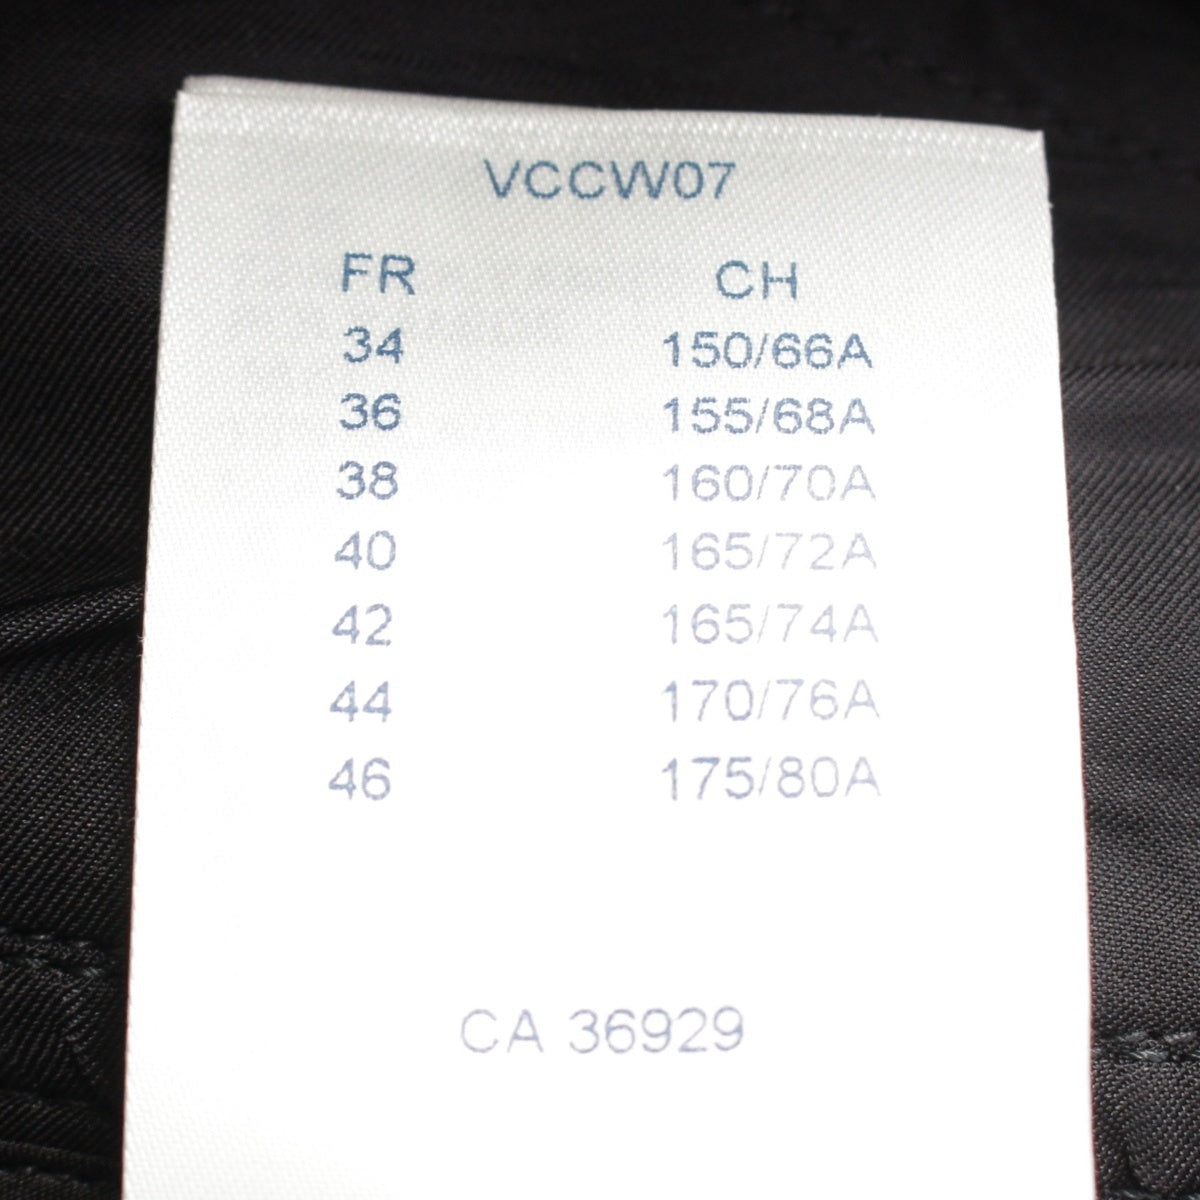 VCCW07
FR CH
34 150/66A
36 155/68A
38 160/70A
40 165/72A
42 165/74A
44 170/76A
46 175/80A
CA 36929